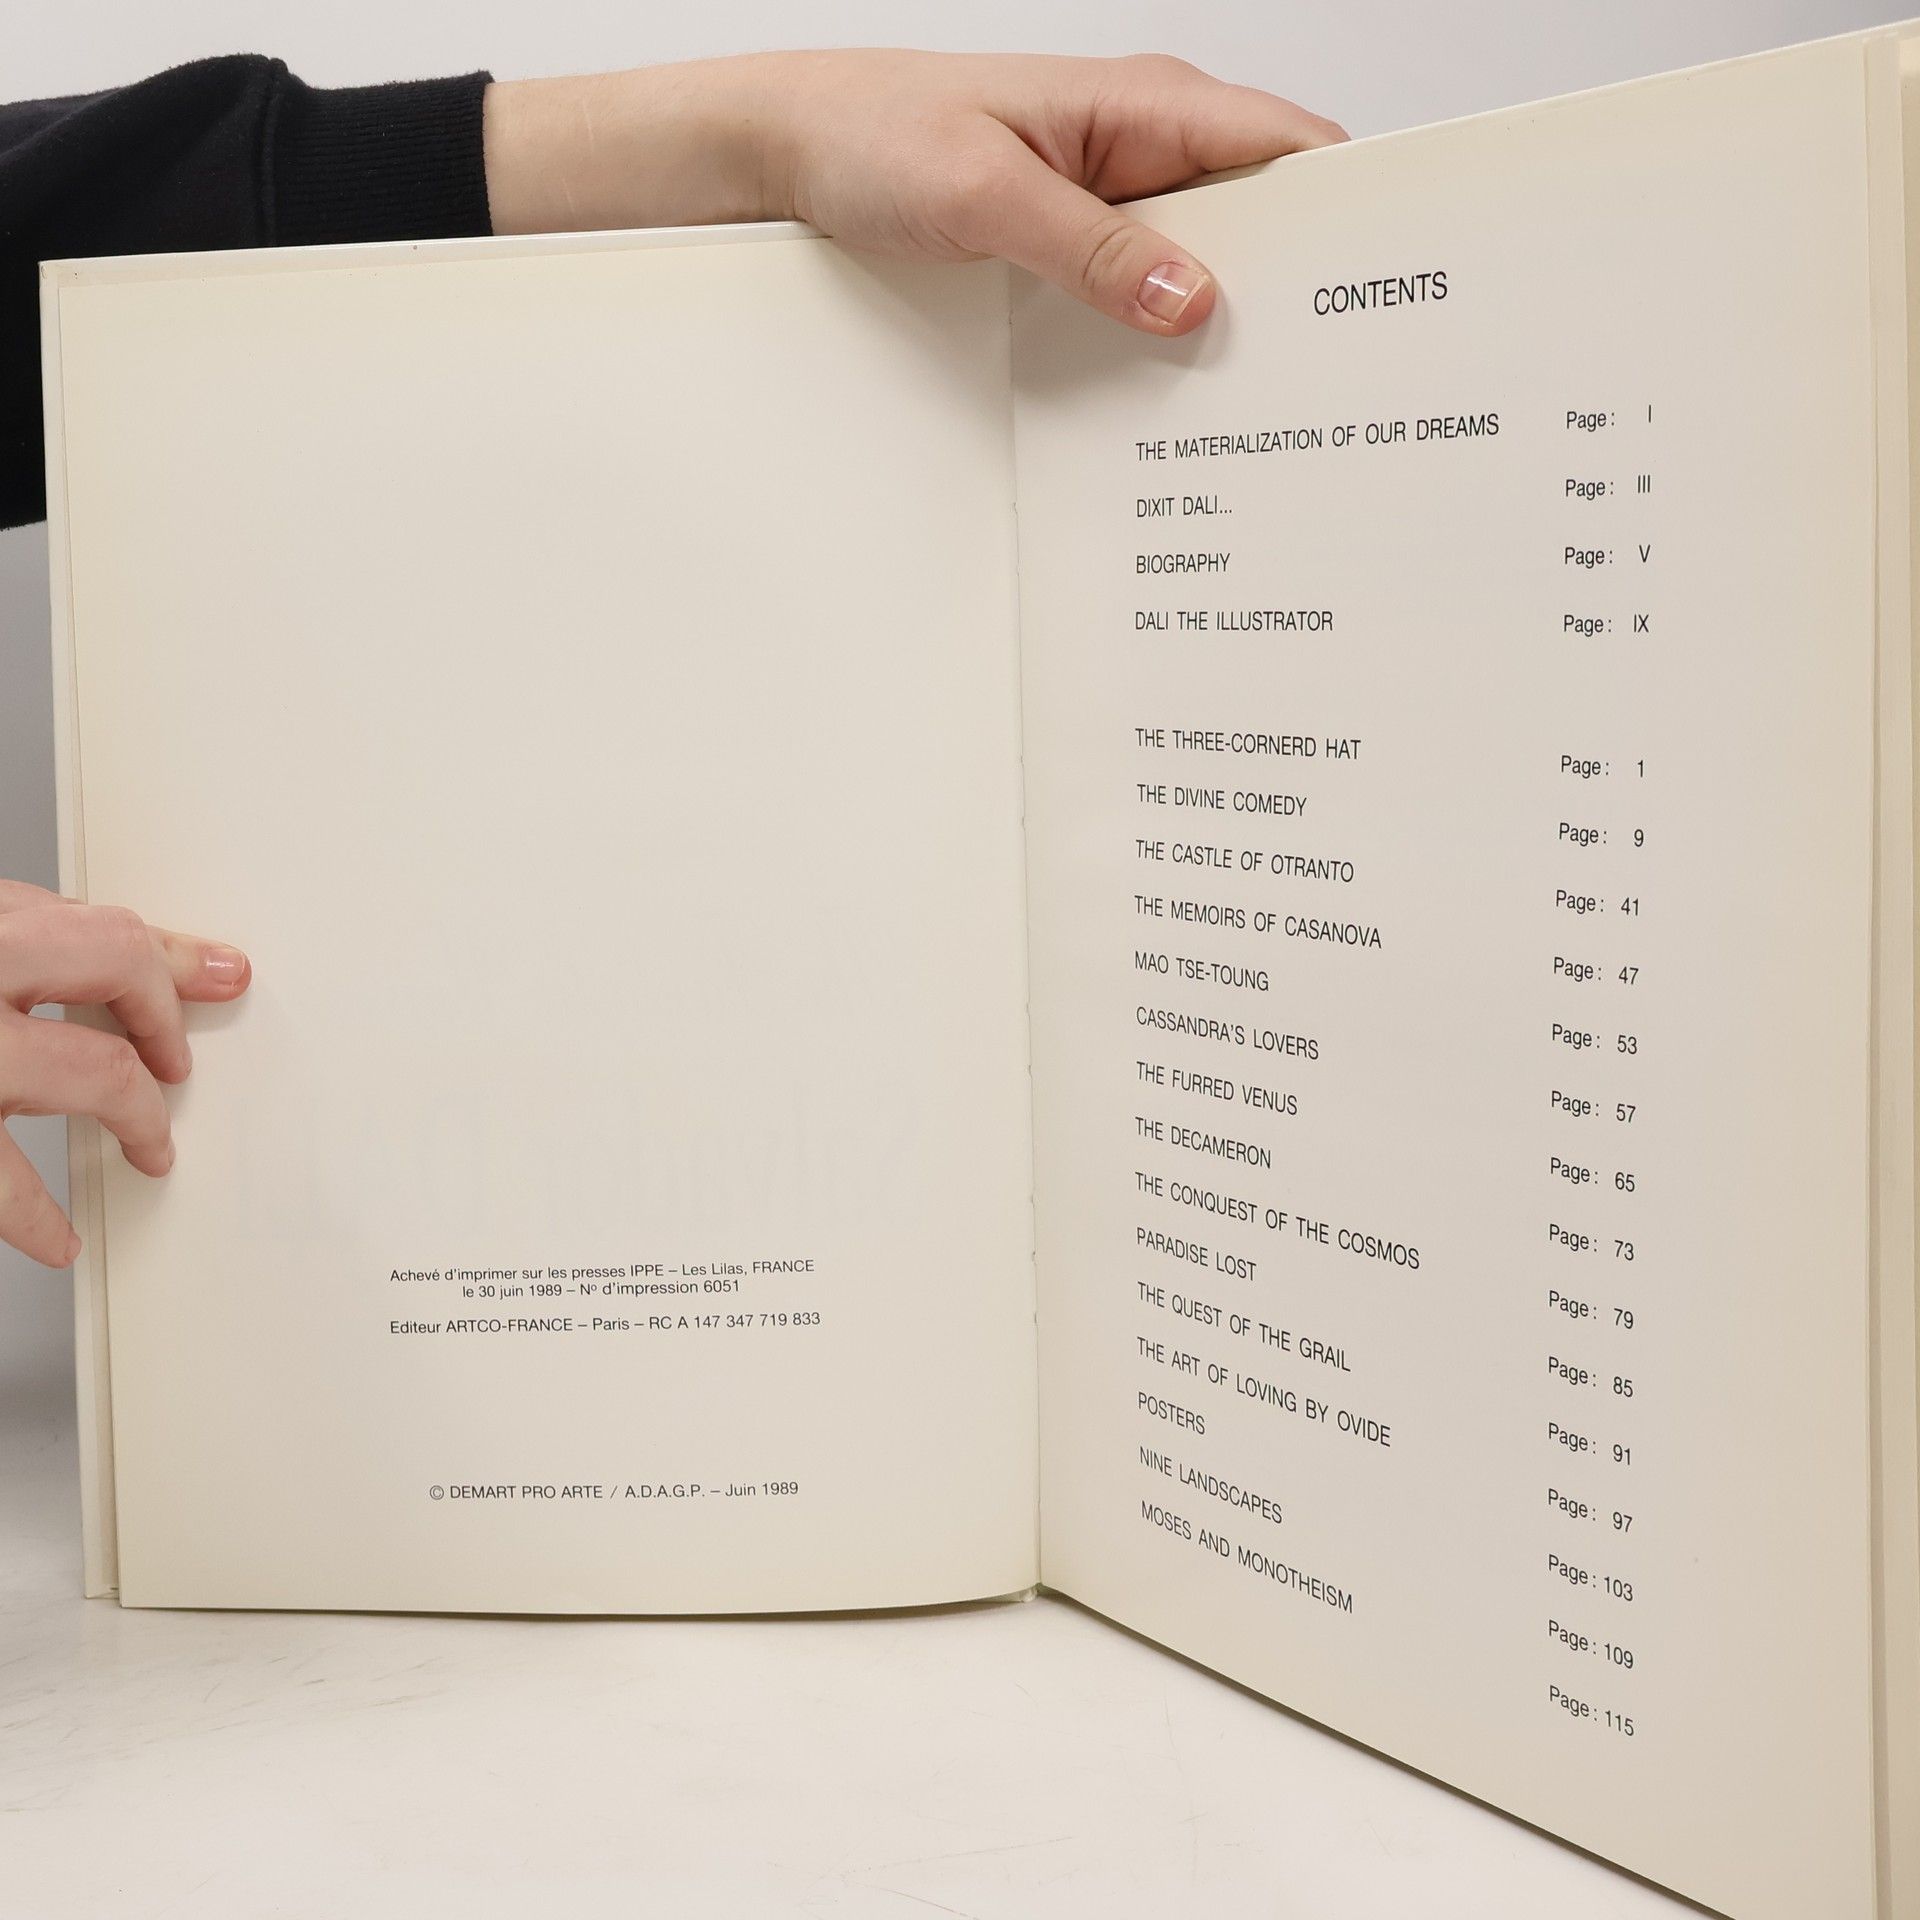 Achevé d'imprimer sur les presses IPPE – Les Lilas, FRANCE
le 30 juin 1989 – Nº d'impression 6051
Editeur ARTCO-FRANCE – Paris – RC A 147 347 719 833
© DEMART PRO ARTE / A.D.A.G.P. – Juin 1989
CONTENTS
THE MATERIALIZATION OF OUR DREAMS Page : I
DIXIT DALI... Page : III
BIOGRAPHY Page : V
DALI THE ILLUSTRATOR Page : IX
THE THREE-CORNERD HAT Page : 1
THE DIVINE COMEDY Page : 9
THE CASTLE OF OTRANTO Page : 41
THE MEMOIRS OF CASANOVA Page : 47
MAO TSE-TOUNG Page : 53
CASSANDRA'S LOVERS Page : 57
THE FURRED VENUS Page : 65
THE DECAMERON Page : 73
THE CONQUEST OF THE COSMOS Page : 79
PARADISE LOST Page : 85
THE QUEST OF THE GRAIL Page : 91
THE ART OF LOVING BY OVIDE Page : 97
POSTERS Page : 103
NINE LANDSCAPES Page : 109
MOSES AND MONOTHEISM Page : 115